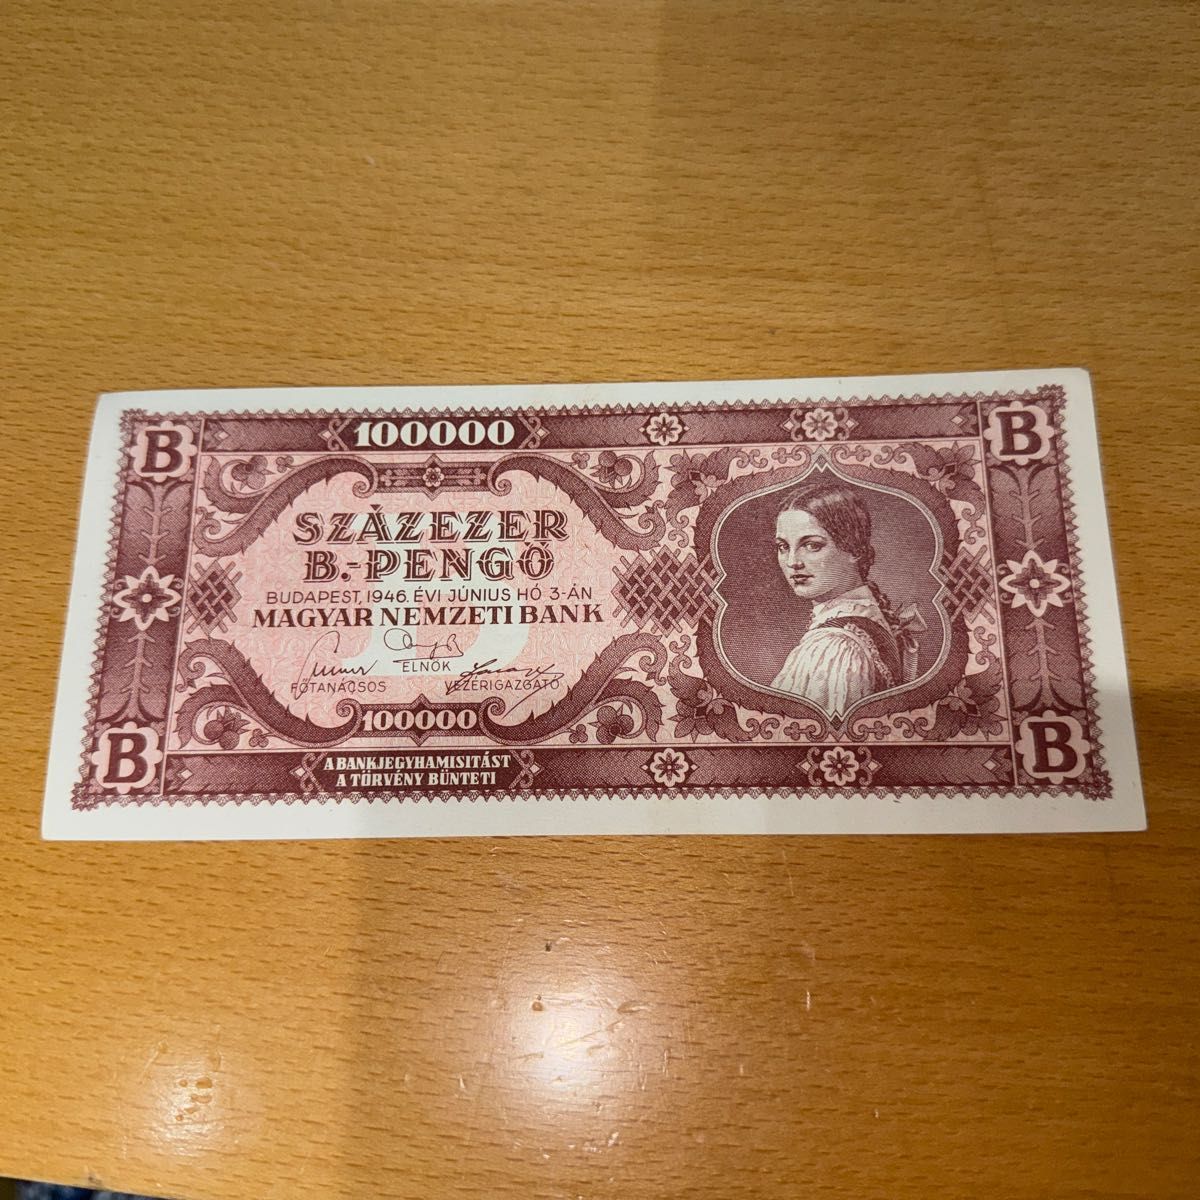 B
100000
B
SZÁZEZER
B.-PENGŐ
BUDAPEST, 1946. ÉVI JÚNIUS HÓ 3-ÁN
MAGYAR NEMZETI BANK
ELNÖK
FŐTANÁCSOS
VEZÉRIGAZGATÓ
100000
B
A BANKJEGYHAMISITÁST
A TÖRVÉNY BÜNTETI
B